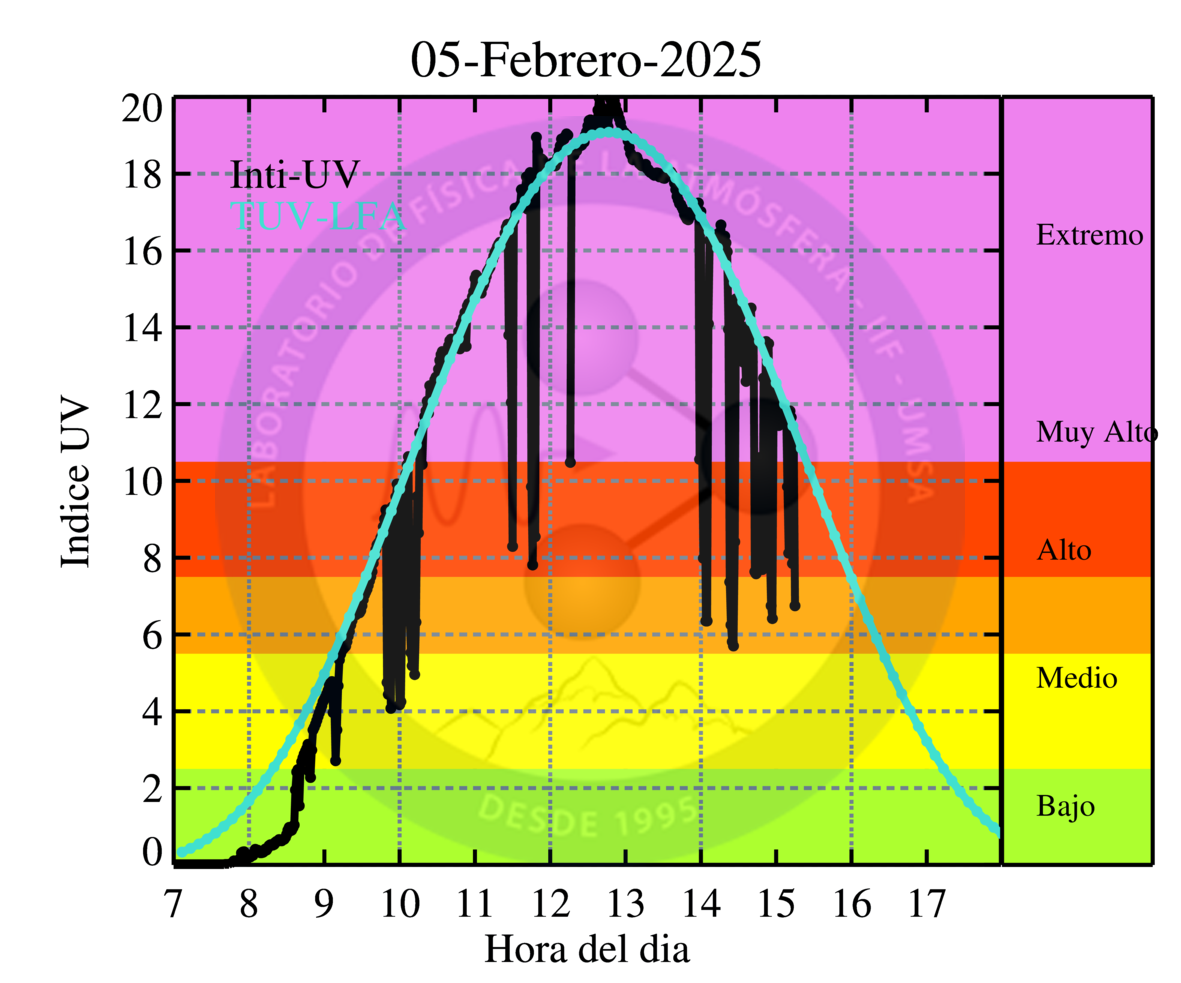 05-Febrero-2025
20
18
16
14
12
10
8
6
4
2
0
Indice UV
Inti-UV
TUV-LFA
LABORATORIO DE FÍSICA DE LA ATMÓSFERA - IIF - UMSA
DESDE 1995
Extremo
Muy Alto
Alto
Medio
Bajo
7 8 9 10 11 12 13 14 15 16 17
Hora del dia